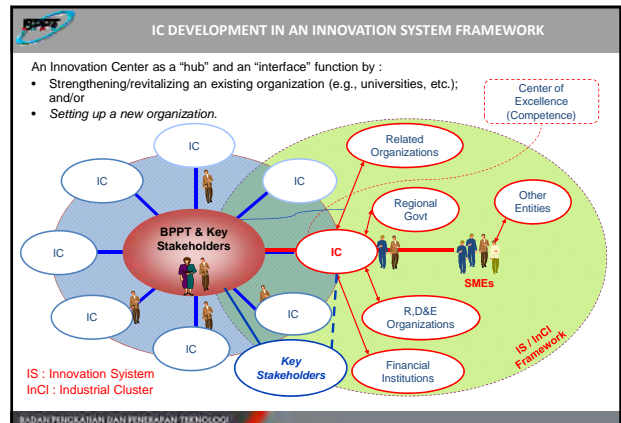 BPPT
IC DEVELOPMENT IN AN INNOVATION SYSTEM FRAMEWORK
An Innovation Center as a “hub” and an “interface” function by :
• Strengthening/revitalizing an existing organization (e.g., universities, etc.);
and/or
• Setting up a new organization.
Center of
Excellence
(Competence)
IC
Related
Organizations
IC
IC
Regional
Govt
Other
Entities
BPPT & Key
Stakeholders
IC
IC
SMEs
IC
IC
IC
R,D&E
Organizations
IS / InCl
Framework
Key
Stakeholders
Financial
Institutions
IS : Innovation Syistem
InCl : Industrial Cluster
BADAN PENGKAJIAN DAN PENERAPAN TEKNOLOGI